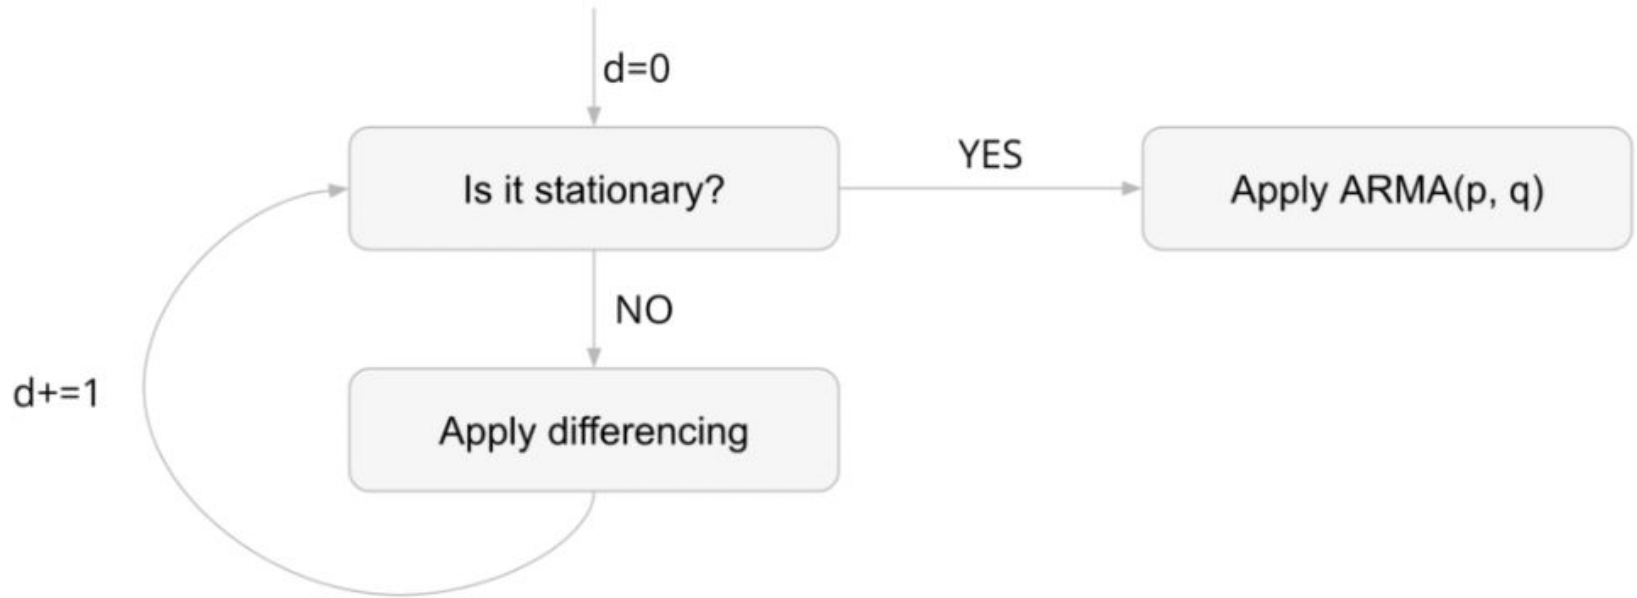 d=0
Is it stationary?
YES
Apply ARMA(p, q)
NO
d+=1
Apply differencing